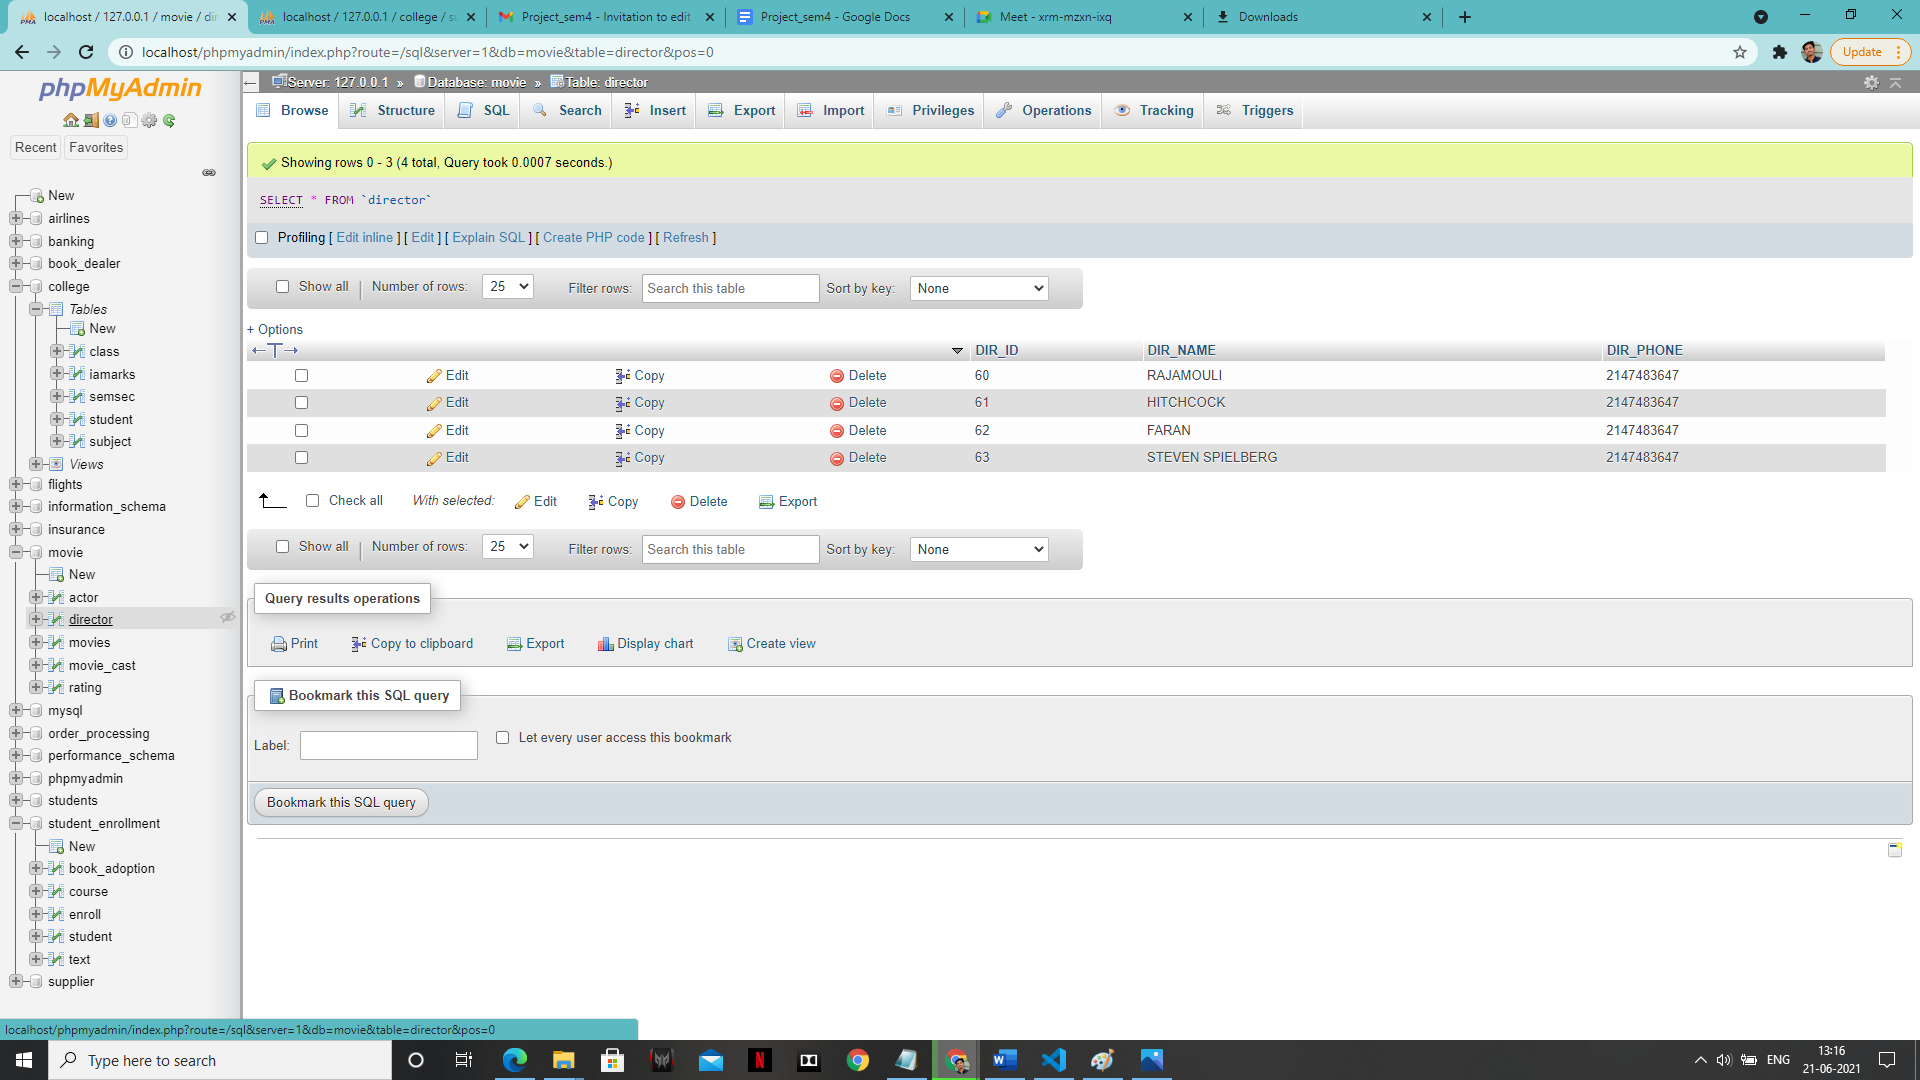 localhost / 127.0.0.1 / movie / dir
localhost / 127.0.0.1 / college / su
Project_sem4 - Invitation to edit
Project_sem4 - Google Docs
Meet - xrm-mzxn-ixq
Downloads
localhost/phpmyadmin/index.php?route=/sql&server=1&db=movie&table=director&pos=0
Update
phpMyAdmin
Recent
Favorites
New
airlines
banking
book_dealer
college
Tables
New
class
iamarks
semsec
student
subject
Views
flights
information_schema
insurance
movie
New
actor
director
movies
movie_cast
rating
mysql
order_processing
performance_schema
phpmyadmin
students
student_enrollment
New
book_adoption
course
enroll
student
text
supplier
Server: 127.0.0.1 » Database: movie » Table: director
Browse Structure SQL Search Insert Export Import Privileges Operations Tracking Triggers
Showing rows 0 - 3 (4 total, Query took 0.0007 seconds.)
SELECT * FROM `director`
Profiling [ Edit inline ] [ Edit ] [ Explain SQL ] [ Create PHP code ] [ Refresh ]
Show all | Number of rows: 25 Filter rows: Search this table Sort by key: None
+ Options
DIR_ID DIR_NAME DIR_PHONE
Edit Copy Delete 60 RAJAMOULI 2147483647
Edit Copy Delete 61 HITCHCOCK 2147483647
Edit Copy Delete 62 FARAN 2147483647
Edit Copy Delete 63 STEVEN SPIELBERG 2147483647
Check all With selected: Edit Copy Delete Export
Show all | Number of rows: 25 Filter rows: Search this table Sort by key: None
Query results operations
Print Copy to clipboard Export Display chart Create view
Bookmark this SQL query
Label: Let every user access this bookmark
Bookmark this SQL query
localhost/phpmyadmin/index.php?route=/sql&server=1&db=movie&table=director&pos=0
Type here to search
ENG
13:16
21-06-2021